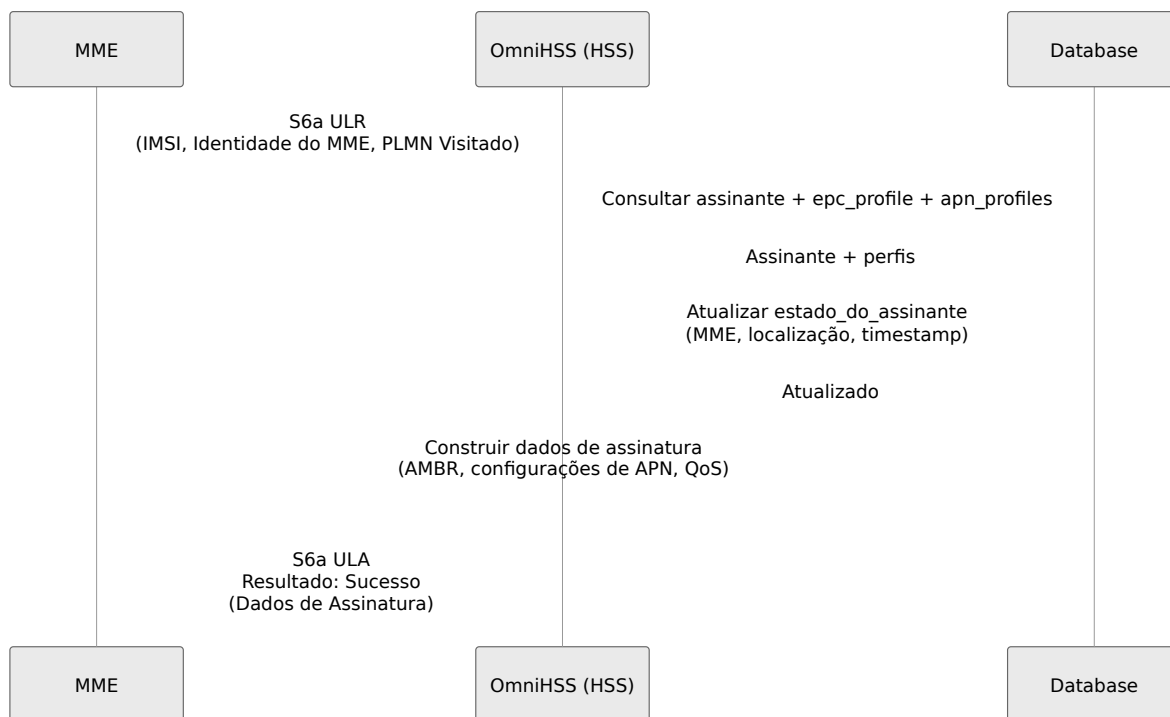 MME
OmniHSS (HSS)
Database
S6a ULR
(IMSI, Identidade do MME, PLMN Visitado)
Consultar assinante + epc_profile + apn_profiles
Assinante + perfis
Atualizar estado_do_assinante
(MME, localização, timestamp)
Atualizado
Construir dados de assinatura
(AMBR, configurações de APN, QoS)
S6a ULA
Resultado: Sucesso
(Dados de Assinatura)
MME
OmniHSS (HSS)
Database